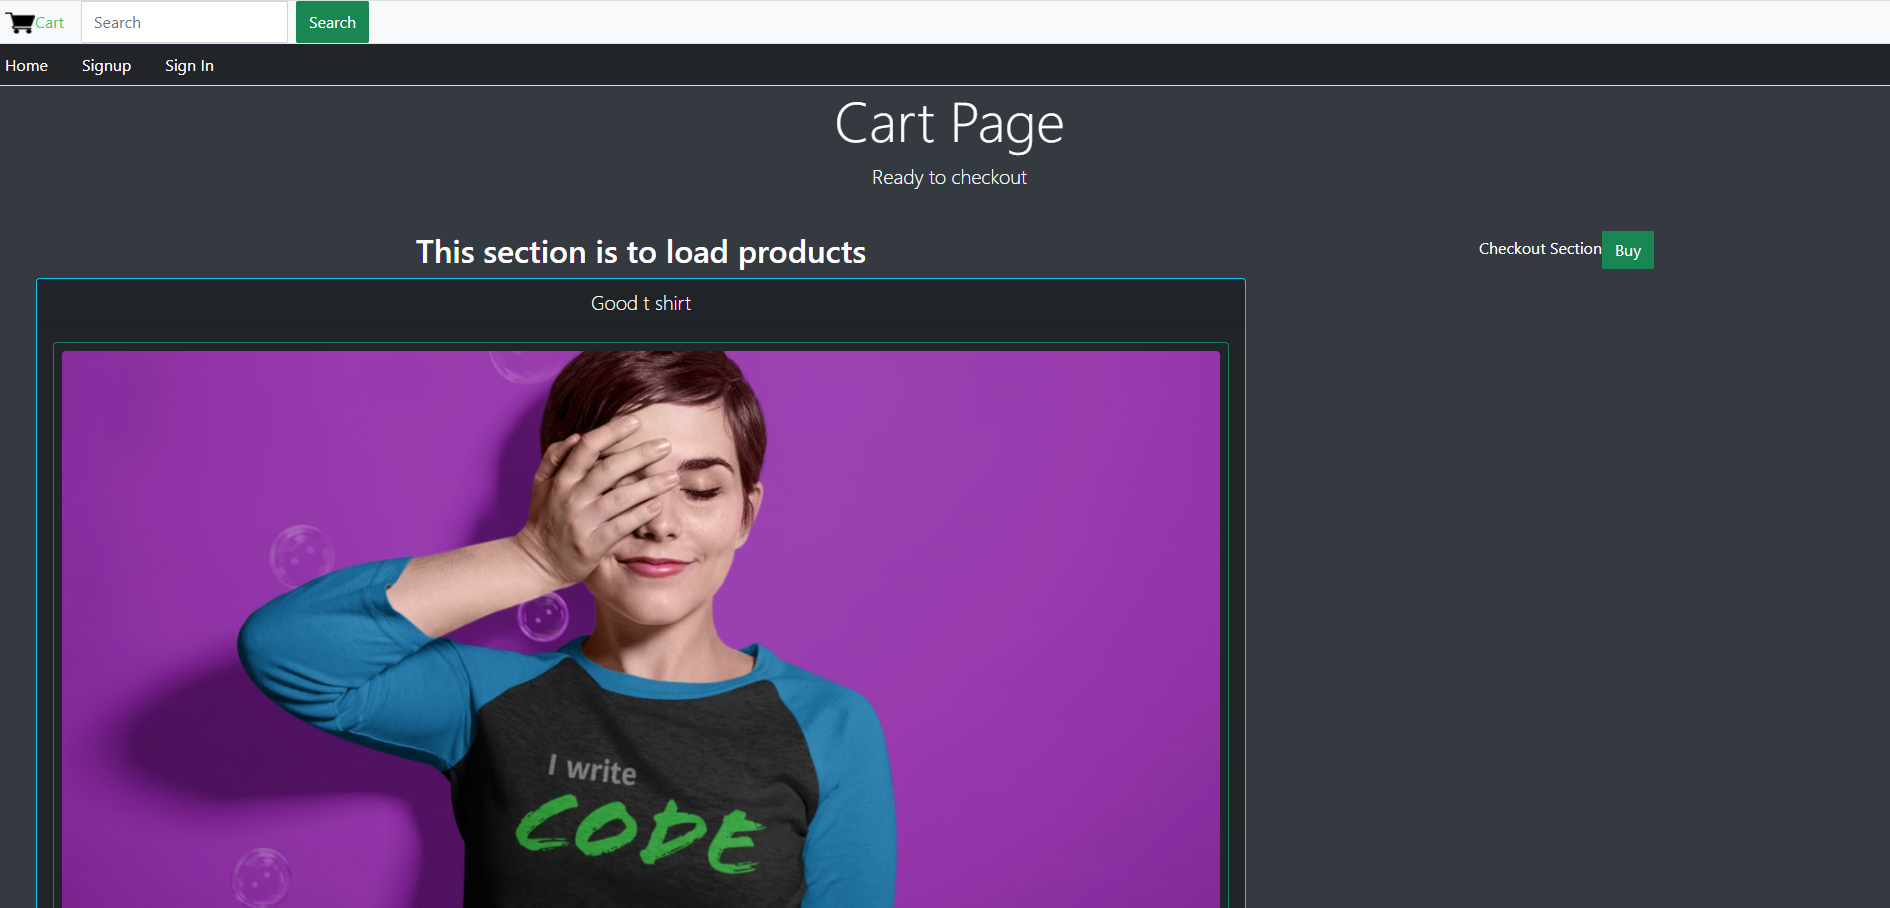 Cart Search Search
Home Signup Sign In
Cart Page
Ready to checkout
This section is to load products
Checkout Section Buy
Good t shirt
I write
CODE